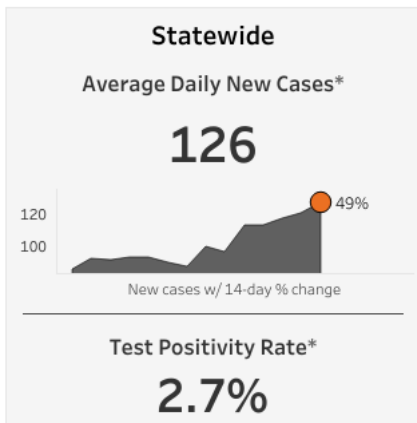 Statewide
Average Daily New Cases*
126
120
49%
100
New cases w/ 14-day % change
Test Positivity Rate*
2.7%